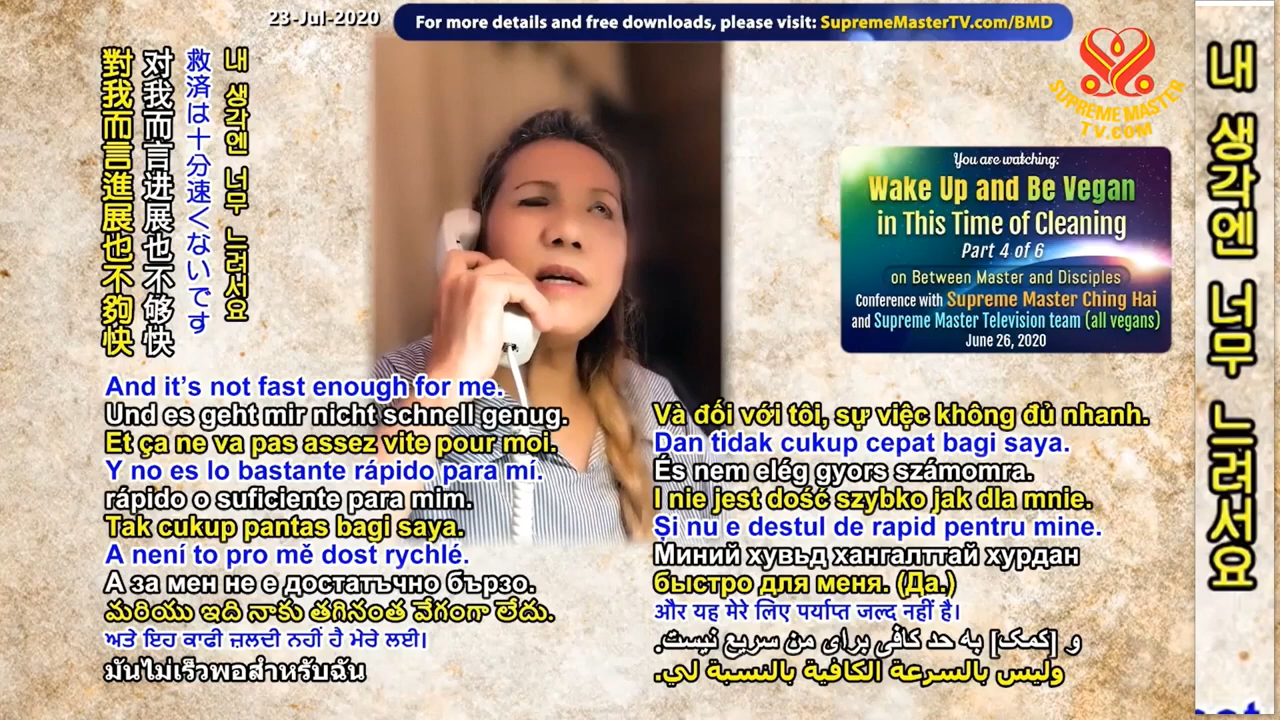 23-Jul-2020
For more details and free downloads, please visit: SupremeMasterTV.com/BMD
SUPREME MASTER
TV.COM
You are watching:
Wake Up and Be Vegan
in This Time of Cleaning
Part 4 of 6
on Between Master and Disciples
Conference with Supreme Master Ching Hai
and Supreme Master Television team (all vegans)
June 26, 2020
對我而言進展也不夠快
对我而言进展也不够快
救済は十分速くないです
내 생각엔 너무 느려서요
And it's not fast enough for me.
Und es geht mir nicht schnell genug.
Et ça ne va pas assez vite pour moi.
Y no es lo bastante rápido para mí.
rápido o suficiente para mim.
Tak cukup pantas bagi saya.
A není to pro mě dost rychlé.
А за мен не е достатъчно бързо.
మరియు ఇది నాకు తగినంత వేగంగా లేదు.
ਅਤੇ ਇਹ ਕਾਫੀ ਜ਼ਲਦੀ ਨਹੀਂ ਹੈ ਮੇਰੇ ਲਈ।
มันไม่เร็วพอสำหรับฉัน
Và đối với tôi, sự việc không đủ nhanh.
Dan tidak cukup cepat bagi saya.
És nem elég gyors számomra.
I nie jest dość szybko jak dla mnie.
Și nu e destul de rapid pentru mine.
Миний хувьд хангалттай хурдан
быстро для меня. (Да.)
और यह मेरे लिए पर्याप्त जल्द नहीं है।
و [کمک] به حد کافی برای من سریع نیست.
وليس بالسرعة الكافية بالنسبة لي.
내 생각엔 너무 느려서요